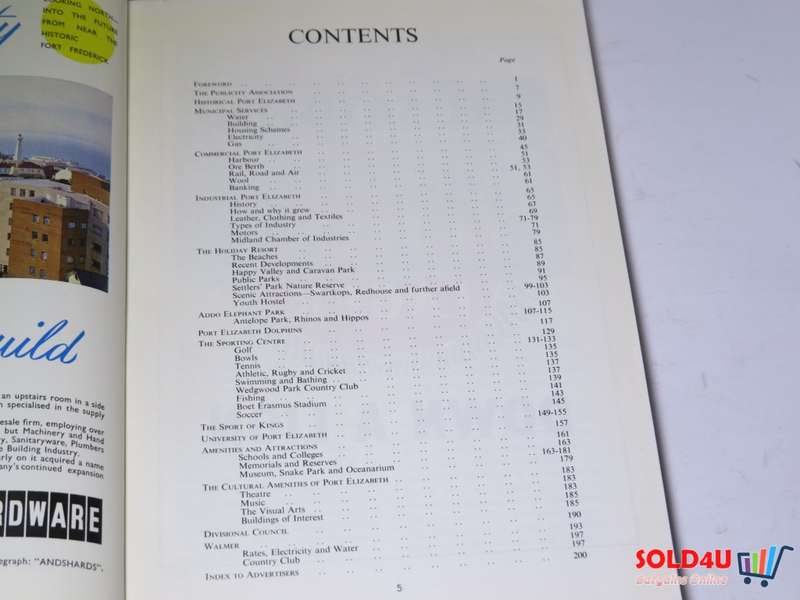 LOOKING NORTH—
INTO THE FUTURE
FROM NEAR THE
HISTORIC
FORT FREDERICK
CONTENTS
Page
FOREWORD 1
THE PUBLICITY ASSOCIATION 7
HISTORICAL PORT ELIZABETH 9
MUNICIPAL SERVICES 15
Water 17
Building 29
Housing Schemes 31
Electricity 33
Gas 40
COMMERCIAL PORT ELIZABETH 45
Harbour 51
Ore Berth 53
Rail, Road and Air 51, 53
Wool 61
Banking 61
INDUSTRIAL PORT ELIZABETH 65
History 65
How and why it grew 67
Leather, Clothing and Textiles 69
Types of Industry 71-79
Motors 71
Midland Chamber of Industries 79
THE HOLIDAY RESORT 85
The Beaches 85
Recent Developments 87
Happy Valley and Caravan Park 89
Public Parks 91
Settlers' Park Nature Reserve 95
Scenic Attractions—Swartkops, Redhouse and further afield 99-103
Youth Hostel 103
ADDO ELEPHANT PARK 107
Antelope Park, Rhinos and Hippos 107-115
PORT ELIZABETH DOLPHINS 117
THE SPORTING CENTRE 129
Golf 131-133
Bowls 135
Tennis 135
Athletic, Rugby and Cricket 137
Swimming and Bathing 137
Wedgwood Park Country Club 139
Fishing 141
Boet Erasmus Stadium 143
Soccer 145
THE SPORT OF KINGS 149-155
UNIVERSITY OF PORT ELIZABETH 157
AMENITIES AND ATTRACTIONS
Schools and Colleges 161
Memorials and Reserves 163-181
Museum, Snake Park and Oceanarium 179
THE CULTURAL AMENITIES OF PORT ELIZABETH
Theatre 183
Music 183
The Visual Arts 185
Buildings of Interest 185
DIVISIONAL COUNCIL 190
WALMER 193
Rates, Electricity and Water 197
Country Club 197
INDEX TO ADVERTISERS 200
5
uild
an upstairs room in a side
n specialised in the supply
esale firm, employing over
but Machinery and Hand
y, Sanitaryware, Plumbers
e Building Industry.
arly on it acquired a name
any's continued expansion
RDWARE
egraph: "ANDSHARDS".
SOLD4U
Bargains Online